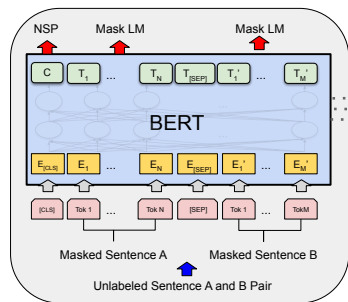 NSP Mask LM Mask LM
C T1 ... TN T[SEP] T1' ... TM'
BERT
E[CLS] E1 ... EN E[SEP] E1' ... EM'
[CLS] Tok 1 ... Tok N [SEP] Tok 1 ... TokM
Masked Sentence A Masked Sentence B
Unlabeled Sentence A and B Pair